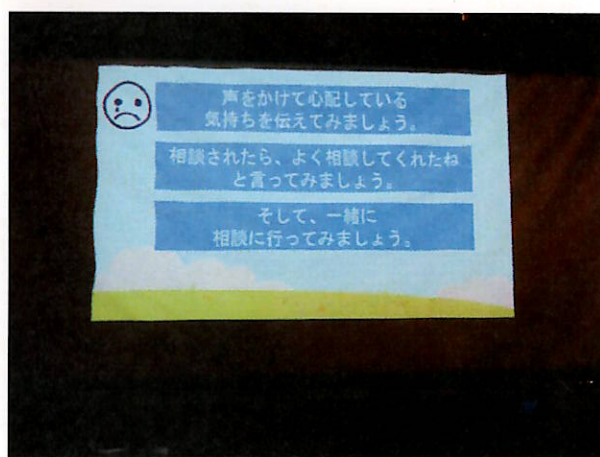 声をかけて心配している
気持ちを伝えてみましょう。
相談されたら、よく相談してくれたね
と言ってみましょう。
そして、一緒に
相談に行ってみましょう。